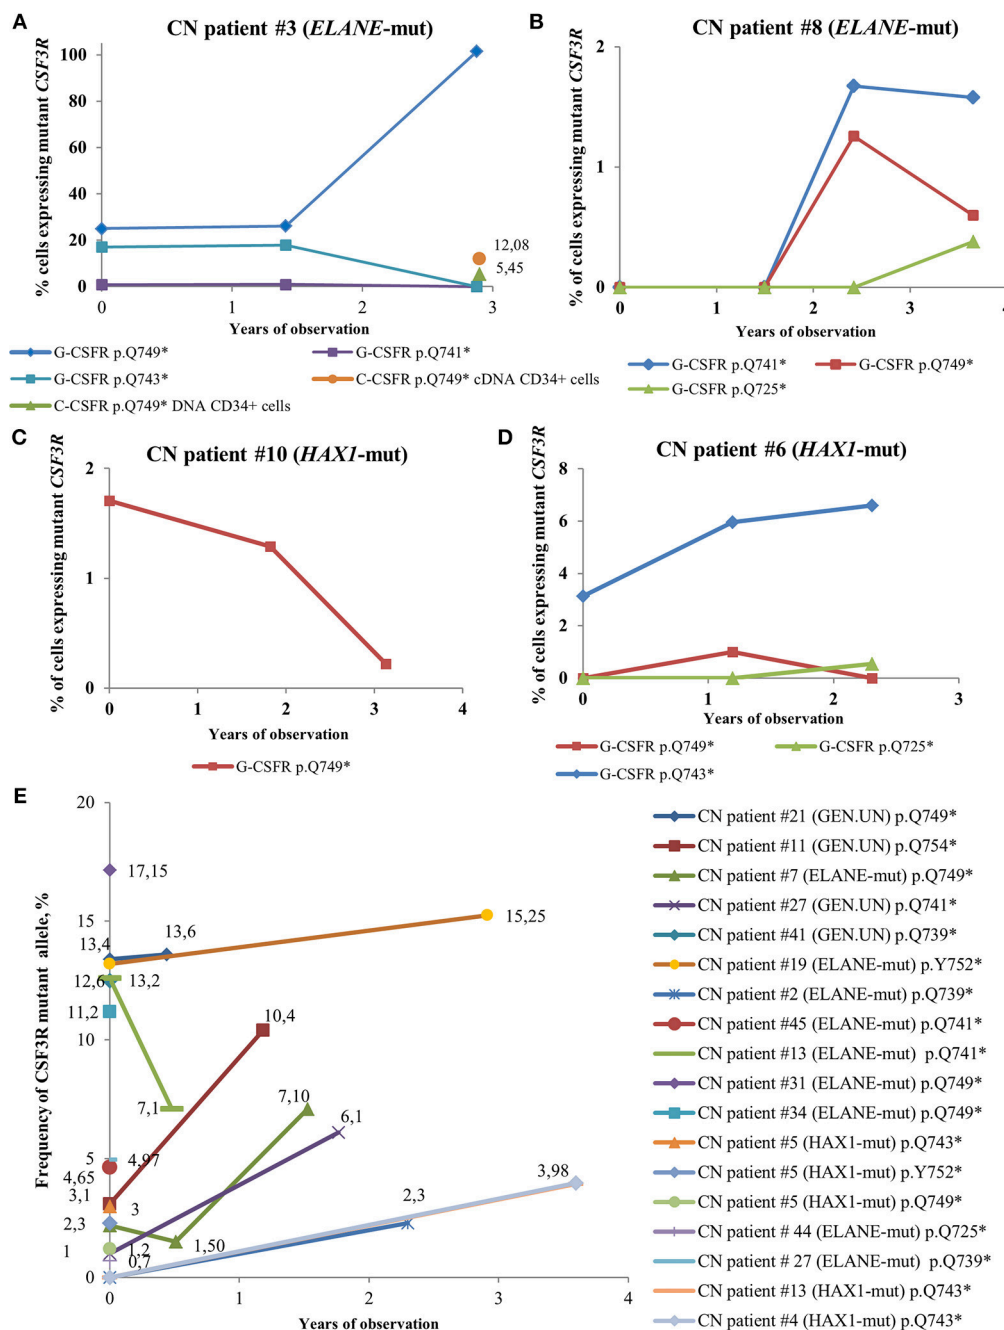 A
CN patient #3 (ELANE-mut)
% cells expressing mutant CSF3R
100
80
60
40
20
0
12,08
5,45
0 1 2 3
Years of observation
G-CSFR p.Q749*
G-CSFR p.Q741*
G-CSFR p.Q743*
C-CSFR p.Q749* cDNA CD34+ cells
C-CSFR p.Q749* DNA CD34+ cells
B
CN patient #8 (ELANE-mut)
% of cells expressing mutant CSF3R
2
1
0
0 1 2 3 4
Years of observation
G-CSFR p.Q741*
G-CSFR p.Q749*
G-CSFR p.Q725*
C
CN patient #10 (HAX1-mut)
% of cells expressing mutant CSF3R
2
1
0
0 1 2 3 4
Years of observation
G-CSFR p.Q749*
D
CN patient #6 (HAX1-mut)
% of cells expressing mutant CSF3R
8
6
4
2
0
0 1 2 3
Years of observation
G-CSFR p.Q749*
G-CSFR p.Q725*
G-CSFR p.Q743*
E
Frequency of CSF3R mutant allele, %
20
15
10
5
0
17,15
13,4
13,6
15,25
12,6
13,2
11,2
10,4
7,1
7,10
6,1
4,97
4,65
3,1
3
2,3
2,3
3,98
1
1,2
1,50
0,7
0 1 2 3 4
Years of observation
CN patient #21 (GEN.UN) p.Q749*
CN patient #11 (GEN.UN) p.Q754*
CN patient #7 (ELANE-mut) p.Q749*
CN patient #27 (GEN.UN) p.Q741*
CN patient #41 (GEN.UN) p.Q739*
CN patient #19 (ELANE-mut) p.Y752*
CN patient #2 (ELANE-mut) p.Q739*
CN patient #45 (ELANE-mut) p.Q741*
CN patient #13 (ELANE-mut) p.Q741*
CN patient #31 (ELANE-mut) p.Q749*
CN patient #34 (ELANE-mut) p.Q749*
CN patient #5 (HAX1-mut) p.Q743*
CN patient #5 (HAX1-mut) p.Y752*
CN patient #5 (HAX1-mut) p.Q749*
CN patient # 44 (ELANE-mut) p.Q725*
CN patient # 27 (ELANE-mut) p.Q739*
CN patient #13 (HAX1-mut) p.Q743*
CN patient #4 (HAX1-mut) p.Q743*